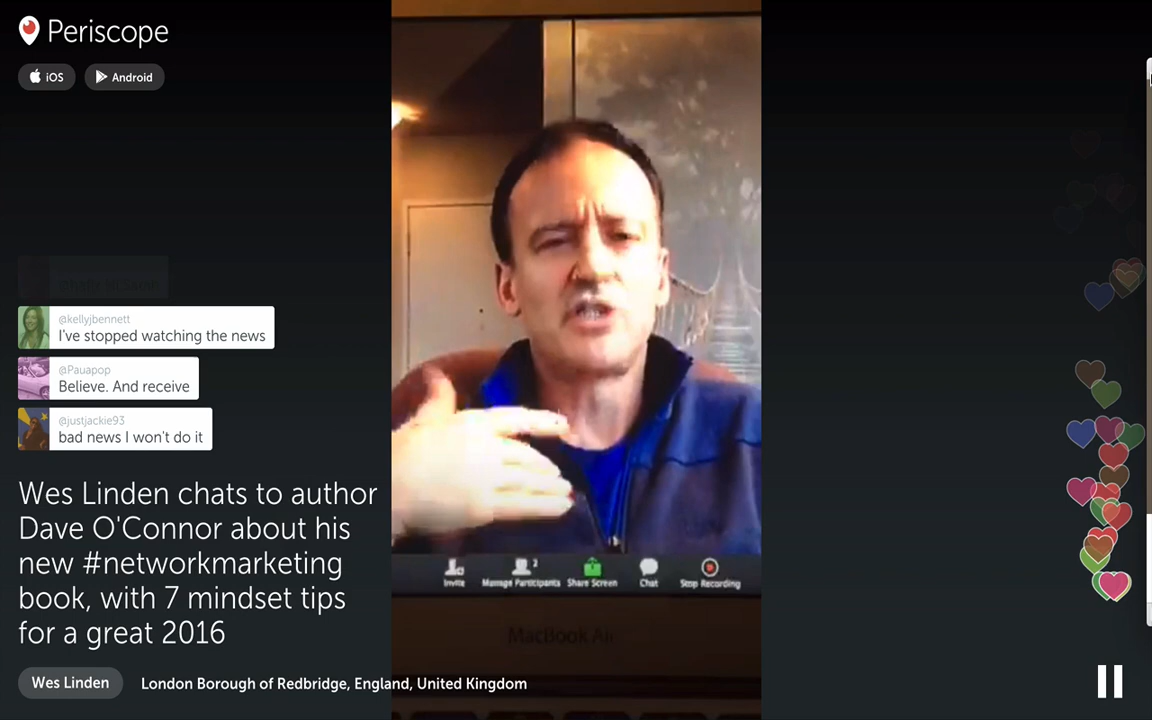 Periscope
iOS
Android
@kellyjbennett
I've stopped watching the news
@Pauapop
Believe. And receive
@justjackie93
bad news I won't do it
Wes Linden chats to author
Dave O'Connor about his
new #networkmarketing
book, with 7 mindset tips
for a great 2016
Wes Linden
London Borough of Redbridge, England, United Kingdom
Invite
Manage Participants
2
Share Screen
Chat
Stop Recording
MacBook Air